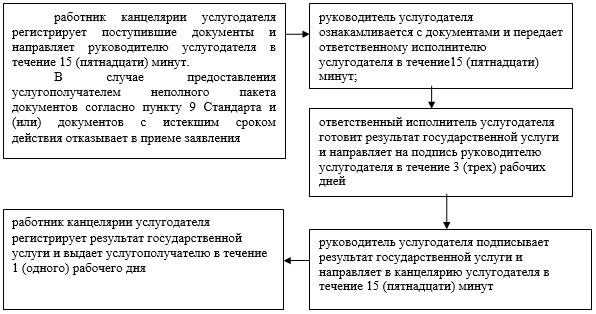 работник канцелярии услугодателя
регистрирует поступившие документы и
направляет руководителю услугодателя в
течение 15 (пятнадцати) минут.
В случае предоставления
услугополучателем неполного пакета
документов согласно пункту 9 Стандарта и
(или) документов с истекшим сроком
действия отказывает в приеме заявления
руководитель услугодателя
ознакамливается с документами и передает
ответственному исполнителю
услугодателя в течение15 (пятнадцати)
минут;
ответственный исполнитель услугодателя
готовит результат государственной услуги
и направляет на подпись руководителю
услугодателя в течение 3 (трех) рабочих
дней
руководитель услугодателя подписывает
результат государственной услуги и
направляет в канцелярию услугодателя в
течение 15 (пятнадцати) минут
работник канцелярии услугодателя
регистрирует результат государственной
услуги и выдает услугополучателю в течение
1 (одного) рабочего дня